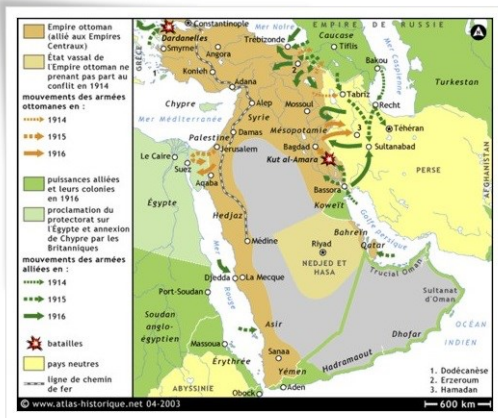 Empire ottoman
(allié aux Empires
Centraux)
État vassal de
l'Empire ottoman ne
prenant pas part au
conflit en 1914
mouvements des armées
ottomanes en :
1914
1915
1916
puissances alliées
et leurs colonies
en 1916
proclamation du
protectorat sur
l'Égypte et annexion
de Chypre par les
Britanniques
mouvements des armées
alliées en :
1914
1915
1916
batailles
pays neutres
ligne de chemin
de fer
© www.atlas-historique.net 04-2003
Constantinople
Mer Noire
EMPIRE DE RUSSIE
Dardanelles
GRÈCE
Smyrne
Angora
Trébizonde
Caucase
Tiflis
Bakou
Mer Caspienne
Turkestan
1
2
Konieh
Adana
Tabriz
Recht
Chypre
Alep
Mossoul
Téhéran
Mer Méditerranée
Syrie
Mésopotamie
3
Damas
Bagdad
Sultanabad
Palestine
Jérusalem
Kut al-Amara
PERSE
AFGHANISTAN
Le Caire
Suez
Aqaba
Bassora
Koweït
Égypte
Hedjaz
Golfe persique
Bahreïn
Médine
Riyad
Qatar
NEDJED ET
HASA
Trucial Oman
Mer Rouge
Djedda
La Mecque
Sultanat
d'Oman
Port-Soudan
Soudan
anglo-
égyptien
Asir
OCÉAN
INDIEN
Dhofar
Massoua
Sanaa
Hadramaout
Érythrée
Yémen
ABYSSINIE
Aden
Obock
1. Dodécanèse
2. Erzeroum
3. Hamadan
600 km